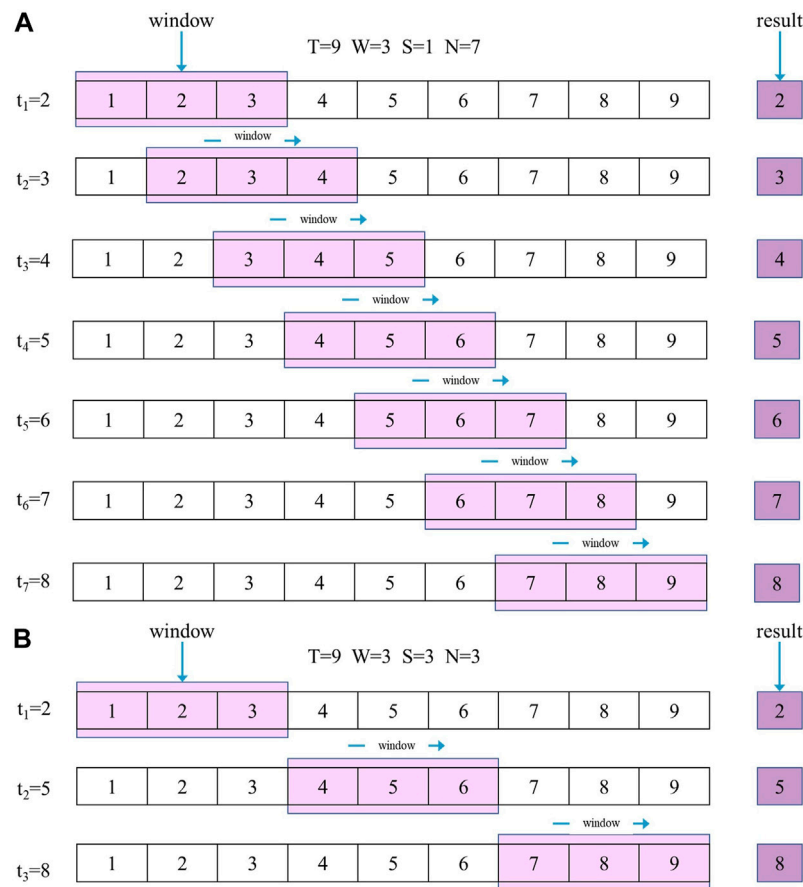 A
window
result
T=9 W=3 S=1 N=7
t₁=2 1 2 3 4 5 6 7 8 9 2
window
t₂=3 1 2 3 4 5 6 7 8 9 3
window
t₃=4 1 2 3 4 5 6 7 8 9 4
window
t₄=5 1 2 3 4 5 6 7 8 9 5
window
t₅=6 1 2 3 4 5 6 7 8 9 6
window
t₆=7 1 2 3 4 5 6 7 8 9 7
window
t₇=8 1 2 3 4 5 6 7 8 9 8
B
window
result
T=9 W=3 S=3 N=3
t₁=2 1 2 3 4 5 6 7 8 9 2
window
t₂=5 1 2 3 4 5 6 7 8 9 5
window
t₃=8 1 2 3 4 5 6 7 8 9 8